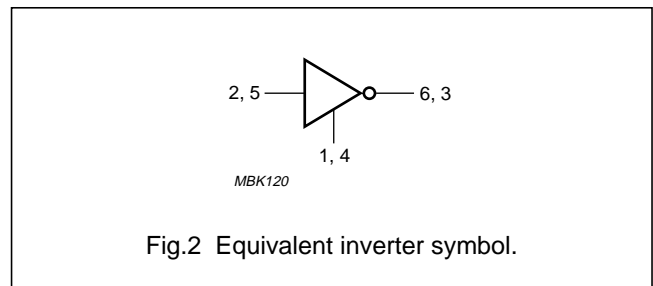 2, 5
6, 3
1, 4
MBK120
Fig.2 Equivalent inverter symbol.